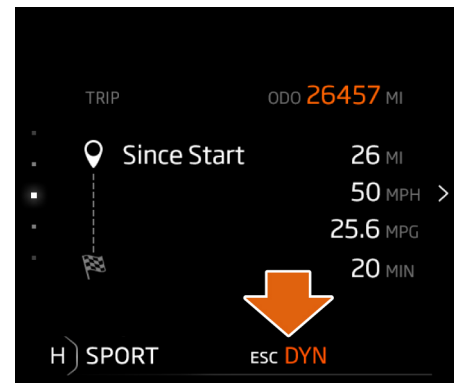 TRIP ODO 26457 MI
Since Start 26 MI
50 MPH >
25.6 MPG
20 MIN
H) SPORT ESC DYN